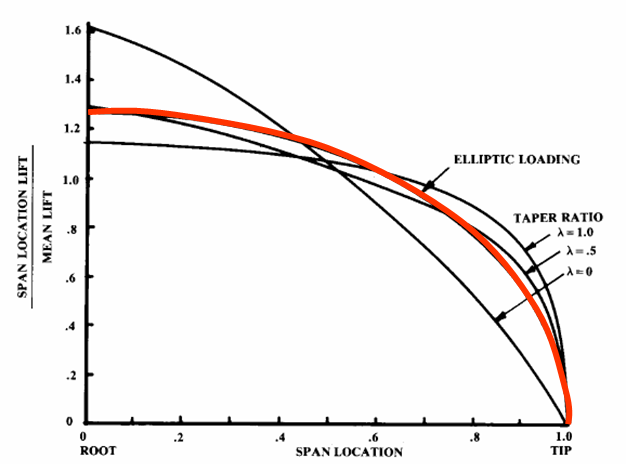 1.6
1.4
1.2
1.0
.8
.6
.4
.2
0
SPAN LOCATION LIFT
MEAN LIFT
ELLIPTIC LOADING
TAPER RATIO
λ = 1.0
λ = .5
λ = 0
0 .2 .4 .6 .8 1.0
ROOT SPAN LOCATION TIP